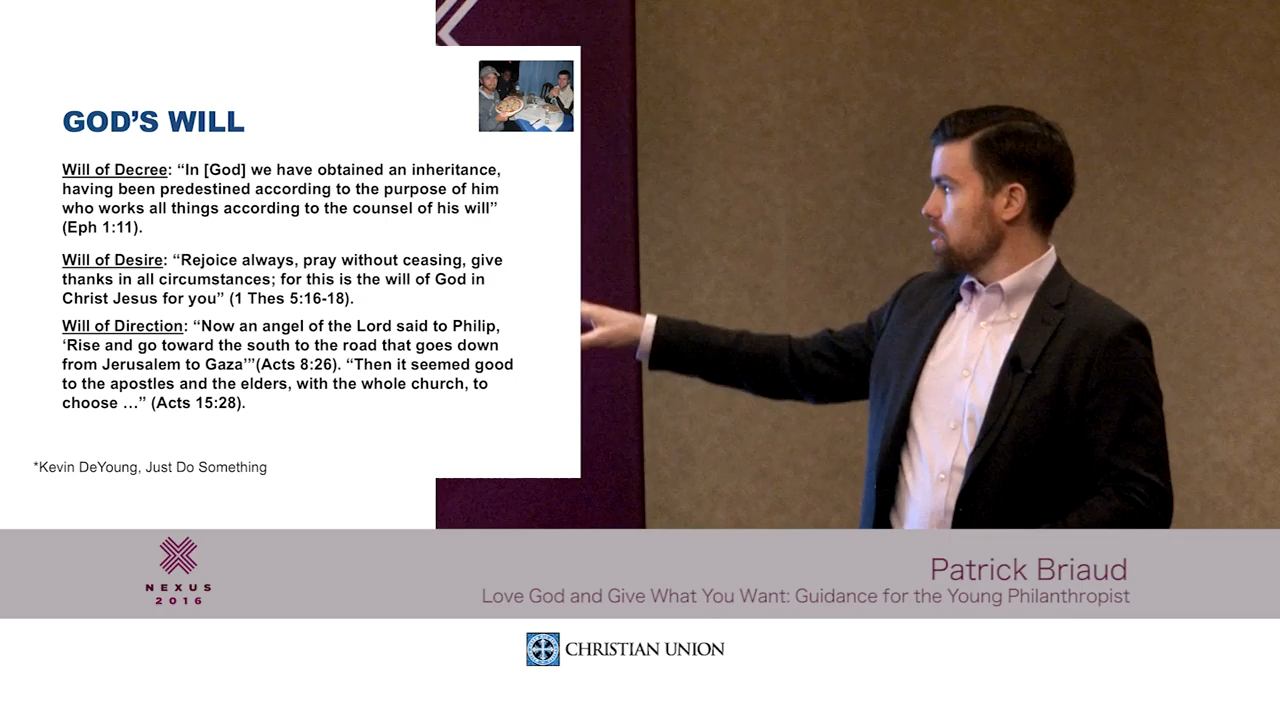 GOD’S WILL
Will of Decree: “In [God] we have obtained an inheritance,
having been predestined according to the purpose of him
who works all things according to the counsel of his will”
(Eph 1:11).
Will of Desire: “Rejoice always, pray without ceasing, give
thanks in all circumstances; for this is the will of God in
Christ Jesus for you” (1 Thes 5:16-18).
Will of Direction: “Now an angel of the Lord said to Philip,
‘Rise and go toward the south to the road that goes down
from Jerusalem to Gaza’”(Acts 8:26). “Then it seemed good
to the apostles and the elders, with the whole church, to
choose …” (Acts 15:28).
*Kevin DeYoung, Just Do Something
NEXUS
2016
Patrick Briaud
Love God and Give What You Want: Guidance for the Young Philanthropist
CHRISTIAN UNION